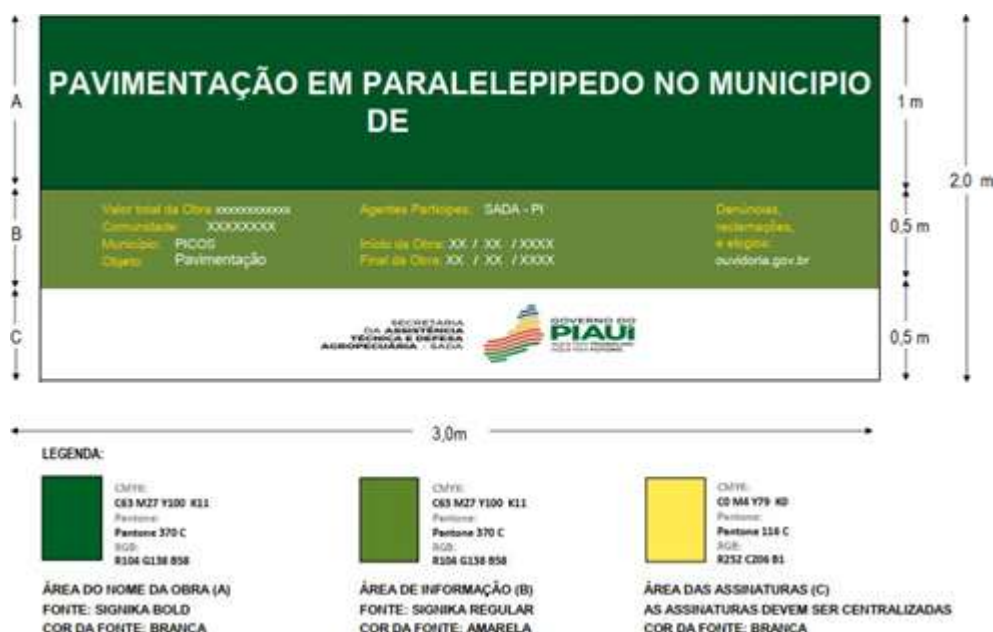 PAVIMENTAÇÃO EM PARALELEPIPEDO NO MUNICIPIO
DE
A
1 m
2.0 m
B
Valor total da Obra xxxxxxxxxxxx
Comunidade: XXXXXXXXX
Município: PICOS
Objeto: Pavimentação
Agentes Partícipes: SADA - PI
Início da Obra: XX / XX / XXXX
Final da Obra: XX / XX / XXXX
Denúncias,
reclamações,
e elogios:
ouvidoria.gov.br
0,5 m
C
SECRETARIA
DA ASSISTÊNCIA
TÉCNICA E DEFESA
AGROPECUÁRIA - SADA
GOVERNO DO
PIAUÍ
0,5 m
3,0m
LEGENDA:
CMYK:
C63 M27 Y100 K11
Pantone:
Pantone 370 C
RGB:
R104 G138 B58
CMYK:
C63 M27 Y100 K11
Pantone:
Pantone 370 C
RGB:
R104 G138 B58
CMYK:
C0 M4 Y79 K0
Pantone:
Pantone 116 C
RGB:
R252 C206 B1
ÁREA DO NOME DA OBRA (A)
FONTE: SIGNIKA BOLD
COR DA FONTE: BRANCA
ÁREA DE INFORMAÇÃO (B)
FONTE: SIGNIKA REGULAR
COR DA FONTE: AMARELA
ÁREA DAS ASSINATURAS (C)
AS ASSINATURAS DEVEM SER CENTRALIZADAS
COR DA FONTE: BRANCA